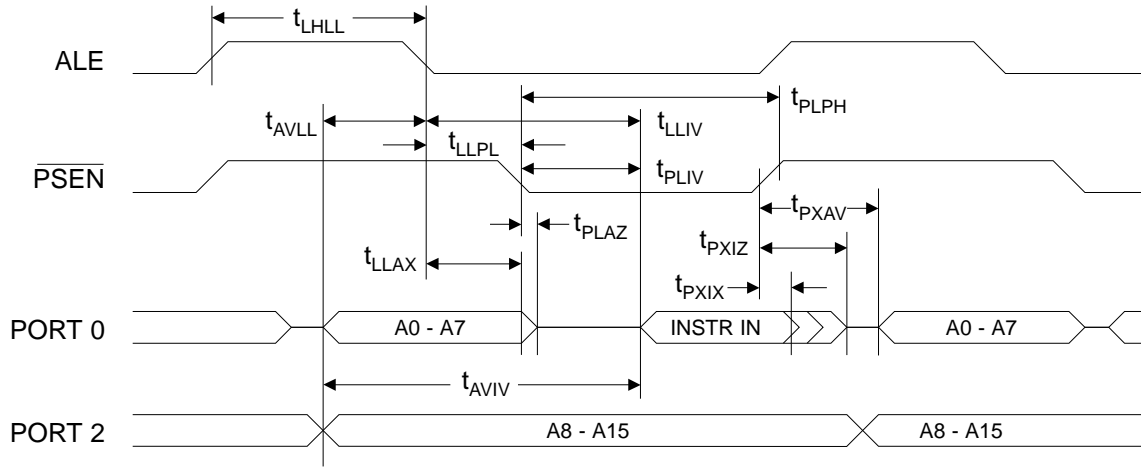 tLHLL
ALE
tAVLL
tLLPL
tPLPH
tLLIV
PSEN
tPLIV
tPLAZ
tPXAV
tLLAX
tPXIZ
tPXIX
PORT 0
A0 - A7
INSTR IN
A0 - A7
tAVIV
PORT 2
A8 - A15
A8 - A15